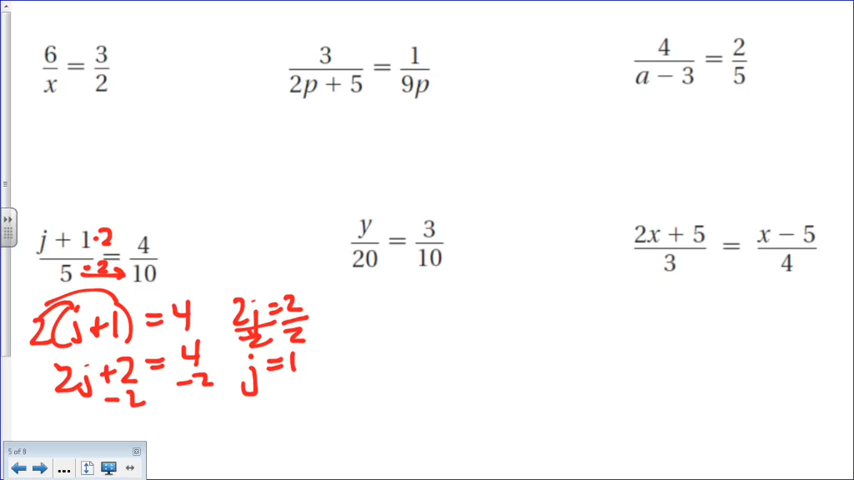 6/x = 3/2
3/(2p + 5) = 1/(9p)
4/(a − 3) = 2/5
(j + 1)/5 = 4/10
·2
·2
y/20 = 3/10
(2x + 5)/3 = (x − 5)/4
2(j+1) = 4
2j+2 = 4
−2 −2
2j/2 = 2/2
j = 1
5 of 8